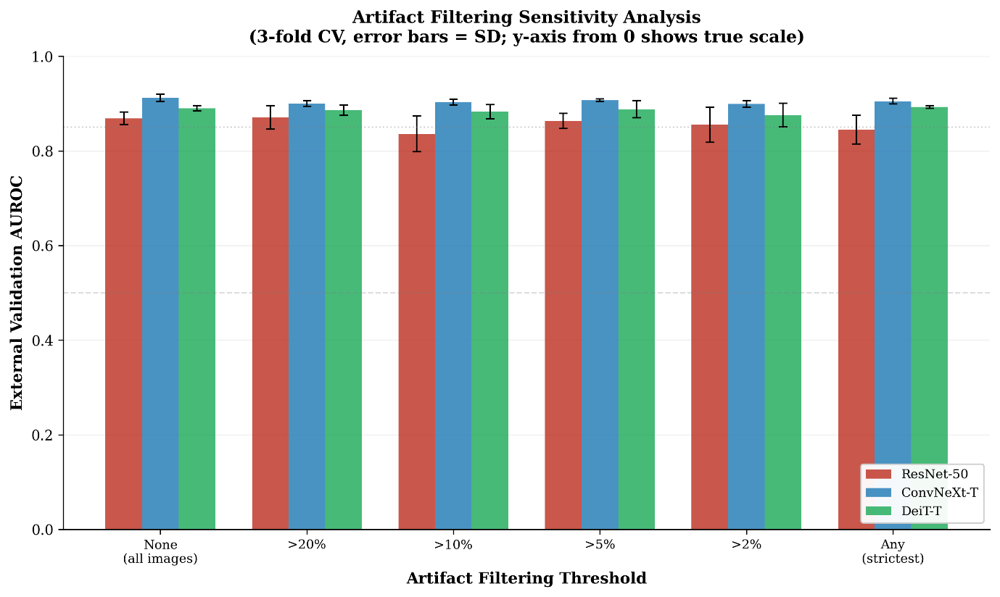 Artifact Filtering Sensitivity Analysis
(3-fold CV, error bars = SD; y-axis from 0 shows true scale)
External Validation AUROC
1.0
0.8
0.6
0.4
0.2
0.0
None
(all images)
>20%
>10%
>5%
>2%
Any
(strictest)
Artifact Filtering Threshold
ResNet-50
ConvNeXt-T
DeiT-T